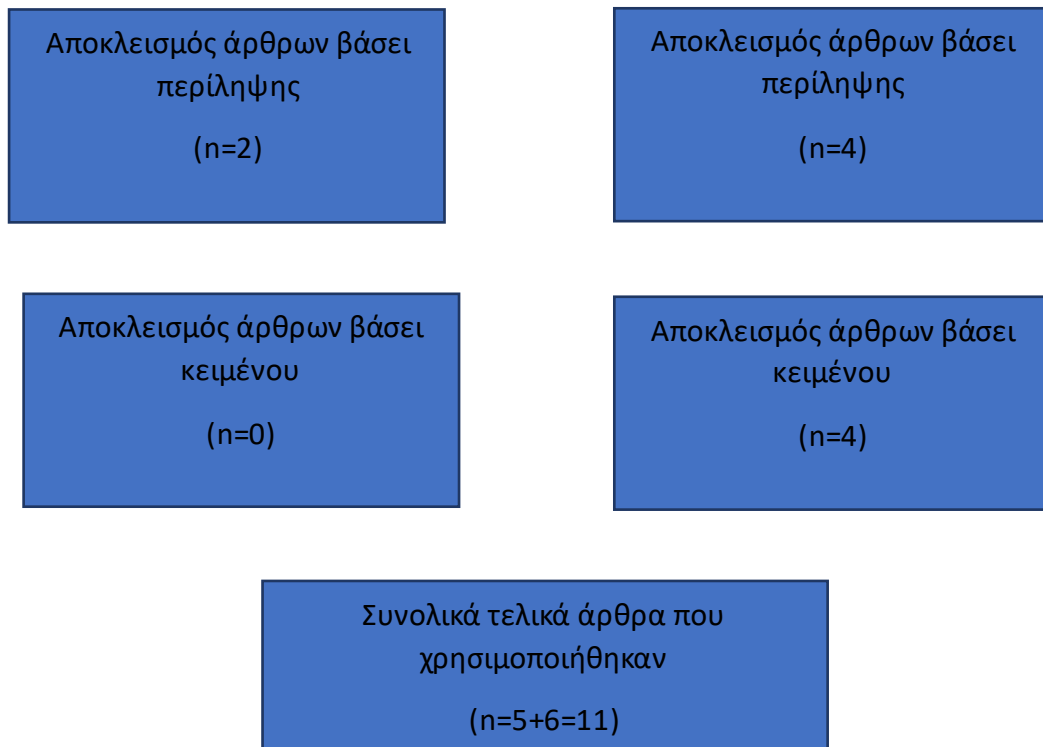 Αποκλεισμός άρθρων βάσει
περίληψης
(n=2)
Αποκλεισμός άρθρων βάσει
περίληψης
(n=4)
Αποκλεισμός άρθρων βάσει
κειμένου
(n=0)
Αποκλεισμός άρθρων βάσει
κειμένου
(n=4)
Συνολικά τελικά άρθρα που
χρησιμοποιήθηκαν
(n=5+6=11)